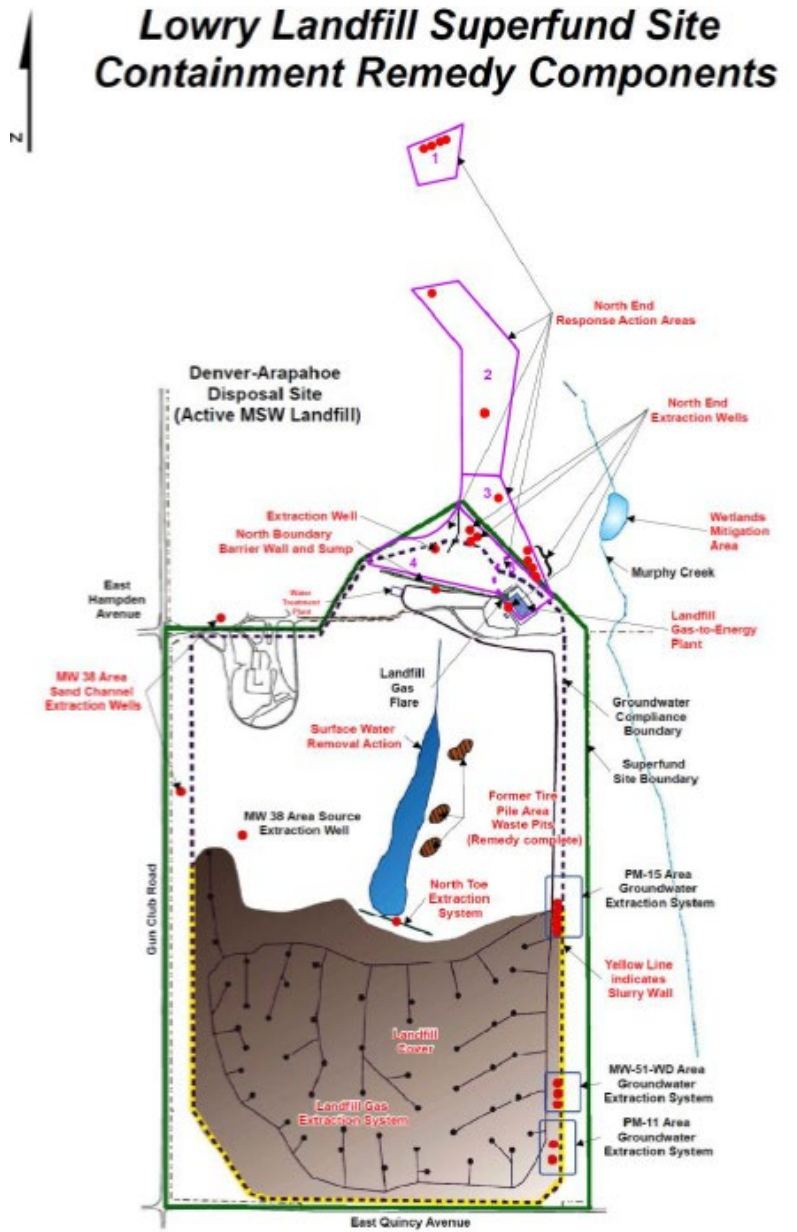 Lowry Landfill Superfund Site
Containment Remedy Components
N
1
North End
Response Action Areas
Denver-Arapahoe
Disposal Site
(Active MSW Landfill)
2
North End
Extraction Wells
3
Extraction Well
North Boundary
Barrier Wall and Sump
4
5
Wetlands
Mitigation
Area
Murphy Creek
East
Hampden
Avenue
Water
Treatment
Plant
Landfill
Gas-to-Energy
Plant
MW 38 Area
Sand Channel
Extraction Wells
Landfill
Gas
Flare
Groundwater
Compliance
Boundary
Surface Water
Removal Action
Superfund
Site Boundary
MW 38 Area Source
Extraction Well
Former Tire
Pile Area
Waste Pits
(Remedy complete)
North Toe
Extraction
System
PM-15 Area
Groundwater
Extraction System
Gun Club Road
Yellow Line
indicates
Slurry Wall
Landfill
Cover
Landfill Gas
Extraction System
MW-51-WD Area
Groundwater
Extraction System
PM-11 Area
Groundwater
Extraction System
East Quincy Avenue